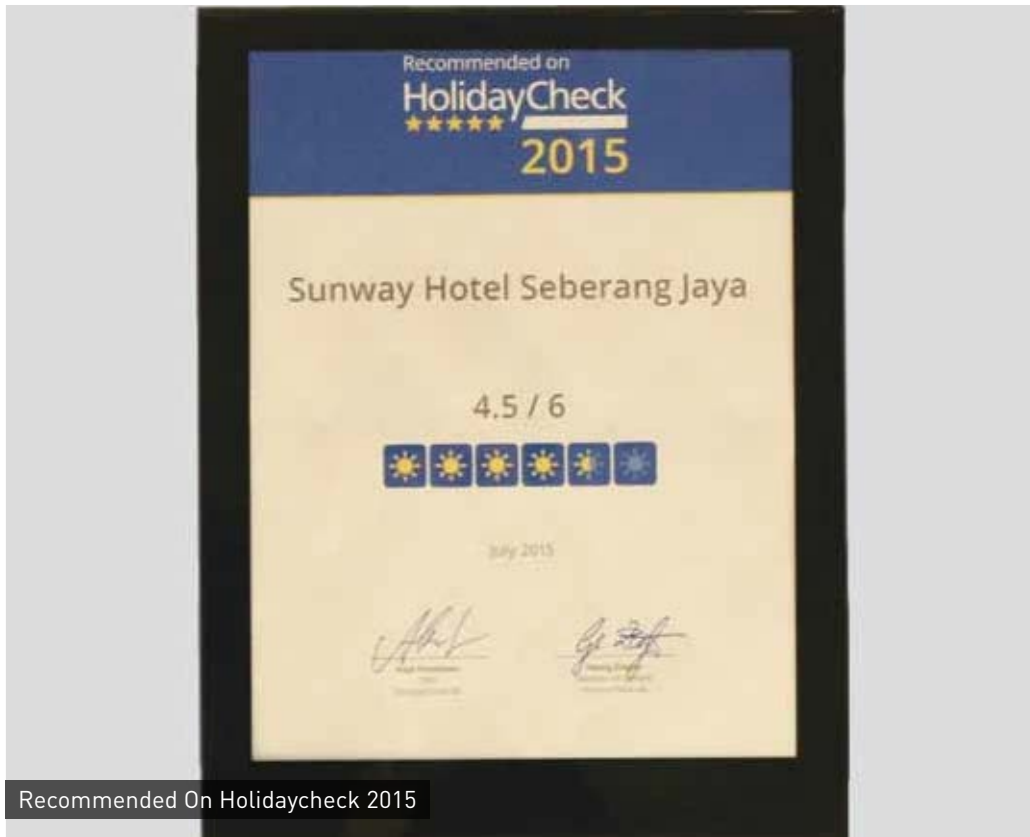 Recommended on
HolidayCheck
2015
Sunway Hotel Seberang Jaya
4.5 / 6
July 2015
Recommended On Holidaycheck 2015